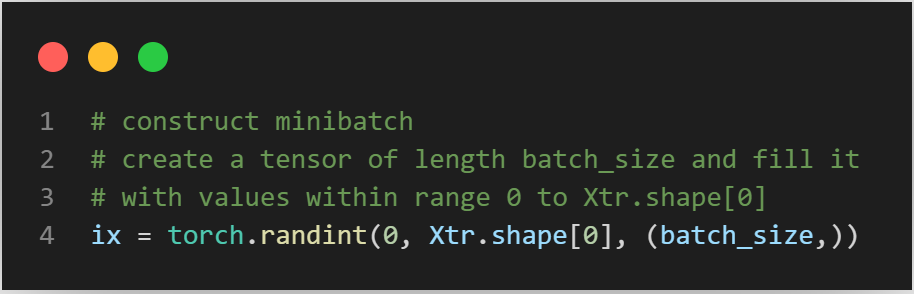 1 # construct minibatch
2 # create a tensor of length batch_size and fill it
3 # with values within range 0 to Xtr.shape[0]
4 ix = torch.randint(0, Xtr.shape[0], (batch_size,))